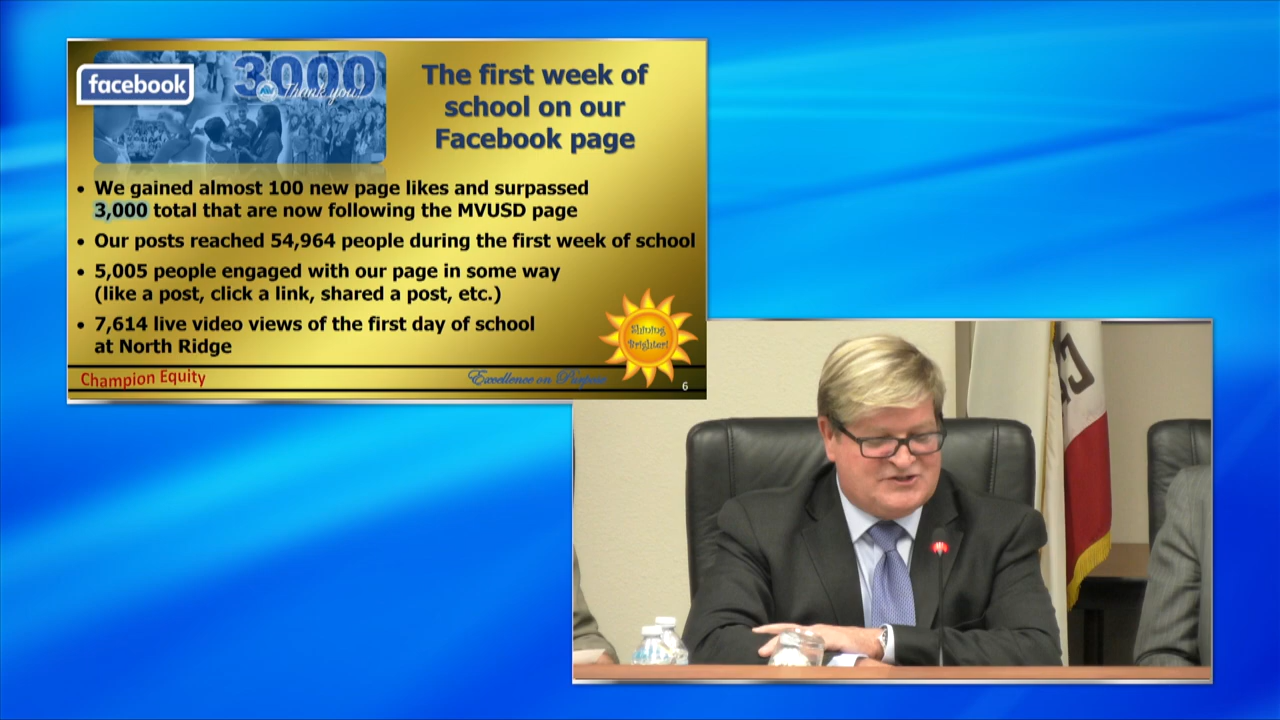 facebook
3,000
Thank you!
The first week of
school on our
Facebook page
• We gained almost 100 new page likes and surpassed
3,000 total that are now following the MVUSD page
• Our posts reached 54,964 people during the first week of school
• 5,005 people engaged with our page in some way
(like a post, click a link, shared a post, etc.)
• 7,614 live video views of the first day of school
at North Ridge
Shining
Brighter!
Champion Equity
Excellence on Purpose
6